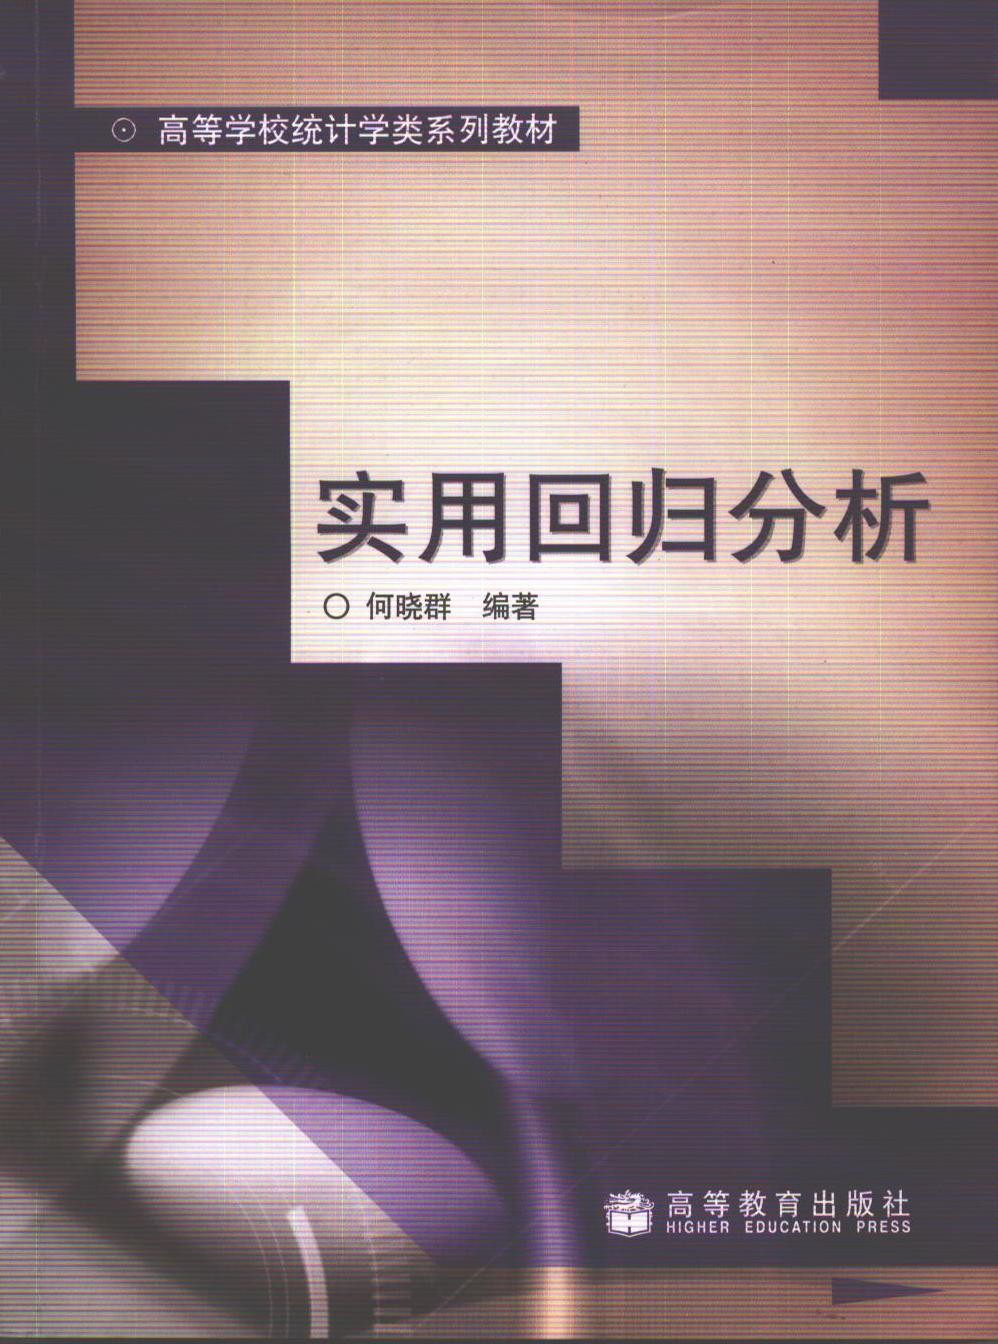 ⊙ 高等学校统计学类系列教材
实用回归分析
○ 何晓群 编著
高等教育出版社
HIGHER EDUCATION PRESS